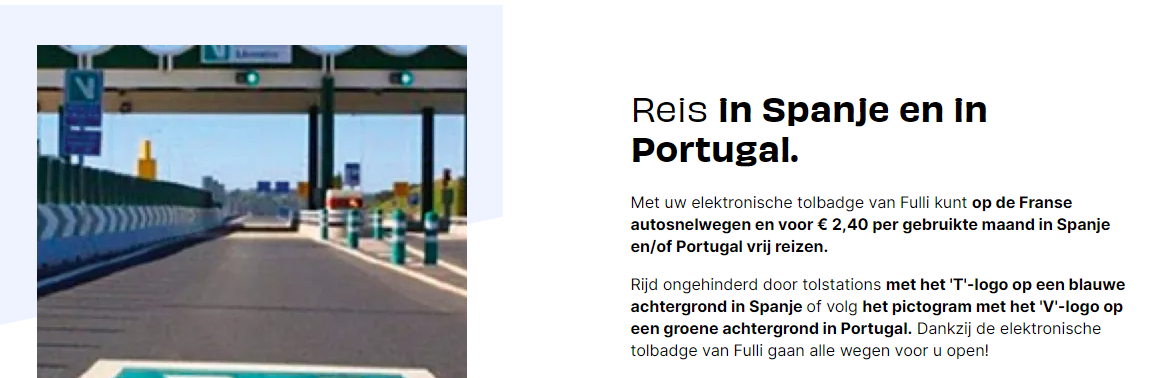 Reis in Spanje en in
Portugal.
Met uw elektronische tolbadge van Fulli kunt op de Franse
autosnelwegen en voor € 2,40 per gebruikte maand in Spanje
en/of Portugal vrij reizen.
Rijd ongehinderd door tolstations met het 'T'-logo op een blauwe
achtergrond in Spanje of volg het pictogram met het 'V'-logo op
een groene achtergrond in Portugal. Dankzij de elektronische
tolbadge van Fulli gaan alle wegen voor u open!